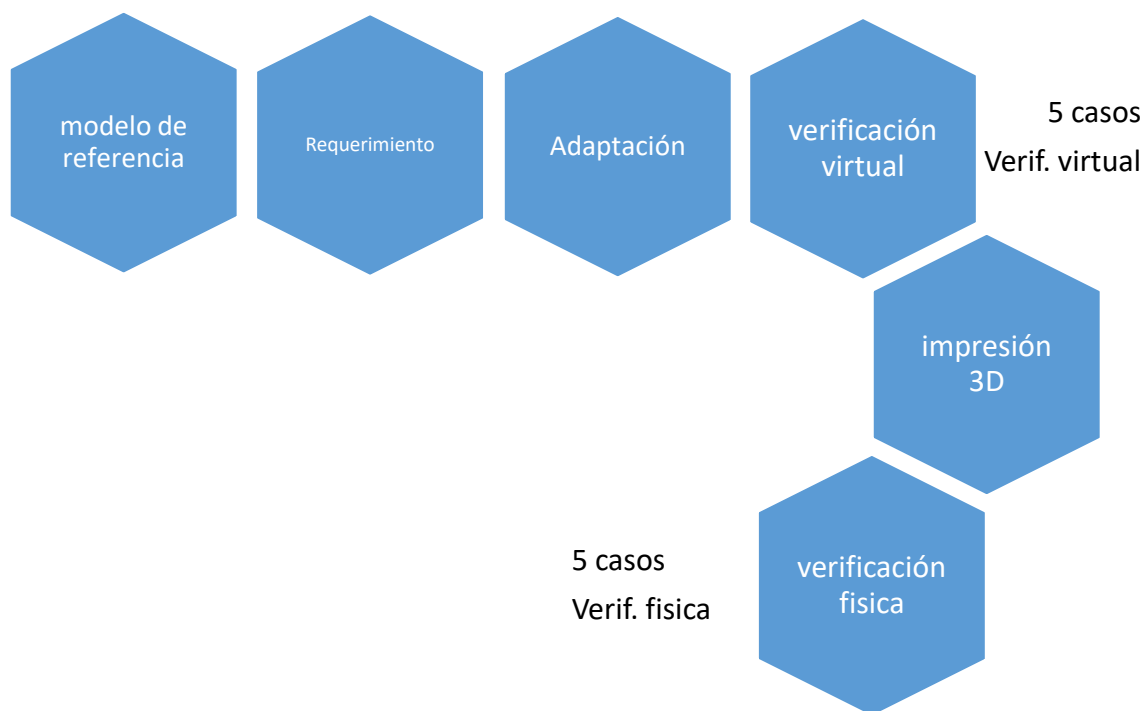 modelo de
referencia
Requerimiento
Adaptación
verificación
virtual
5 casos
Verif. virtual
impresión
3D
5 casos
Verif. fisica
verificación
fisica